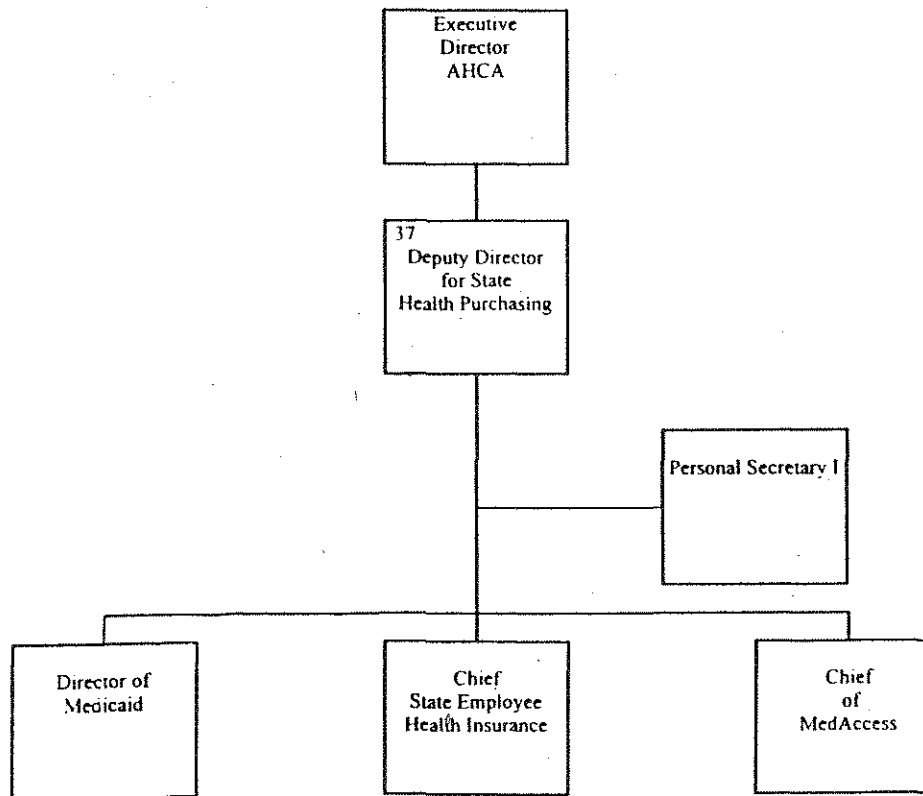 Executive
Director
AHCA
37
Deputy Director
for State
Health Purchasing
Personal Secretary I
Director of
Medicaid
Chief
State Employee
Health Insurance
Chief
of
MedAccess